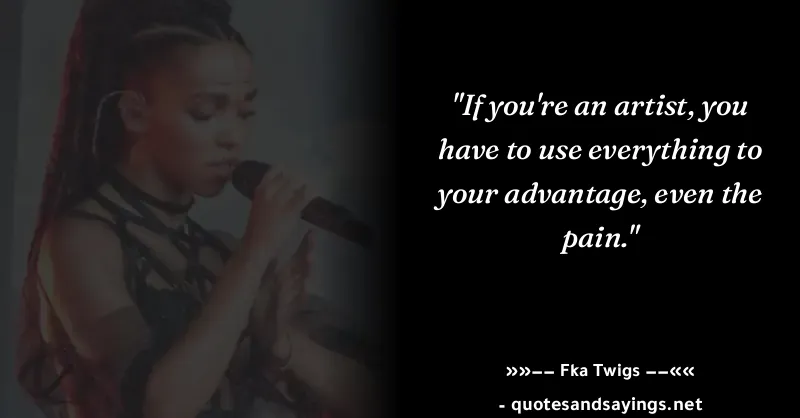 "If you're an artist, you
have to use everything to
your advantage, even the
pain."
»»−− Fka Twigs −−««
- quotesandsayings.net